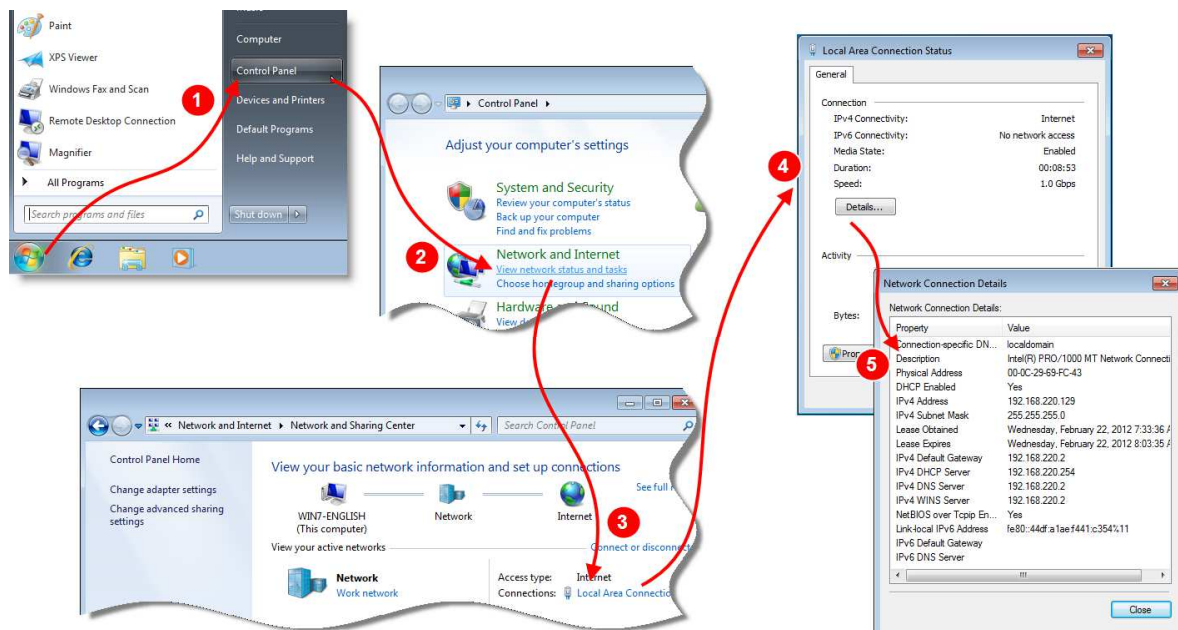 Paint
XPS Viewer
Windows Fax and Scan
Remote Desktop Connection
Magnifier
All Programs
Search programs and files
Computer
Control Panel
Devices and Printers
Default Programs
Help and Support
Shut down
1
Control Panel
Adjust your computer's settings
System and Security
Review your computer's status
Back up your computer
Find and fix problems
2
Network and Internet
View network status and tasks
Choose homegroup and sharing options
Hardware and Sound
View
« Network and Internet ▸ Network and Sharing Center
Search Control Panel
Control Panel Home
Change adapter settings
Change advanced sharing
settings
View your basic network information and set up connections
See full
WIN7-ENGLISH
(This computer)
Network
Internet
3
View your active networks
Connect or disconnect
Network
Work network
Access type: Internet
Connections: Local Area Connection
4
Local Area Connection Status
General
Connection
IPv4 Connectivity: Internet
IPv6 Connectivity: No network access
Media State: Enabled
Duration: 00:08:53
Speed: 1.0 Gbps
Details...
Activity
Bytes:
Prop
5
Network Connection Details
Network Connection Details:
Property Value
Connection-specific DN... localdomain
Description Intel(R) PRO/1000 MT Network Connecti
Physical Address 00-0C-29-69-FC-43
DHCP Enabled Yes
IPv4 Address 192.168.220.129
IPv4 Subnet Mask 255.255.255.0
Lease Obtained Wednesday, February 22, 2012 7:33:36 A
Lease Expires Wednesday, February 22, 2012 8:03:35 A
IPv4 Default Gateway 192.168.220.2
IPv4 DHCP Server 192.168.220.254
IPv4 DNS Server 192.168.220.2
IPv4 WINS Server 192.168.220.2
NetBIOS over Tcpip En... Yes
Link-local IPv6 Address fe80::44df:a1ae:f441:c354%11
IPv6 Default Gateway
IPv6 DNS Server
Close